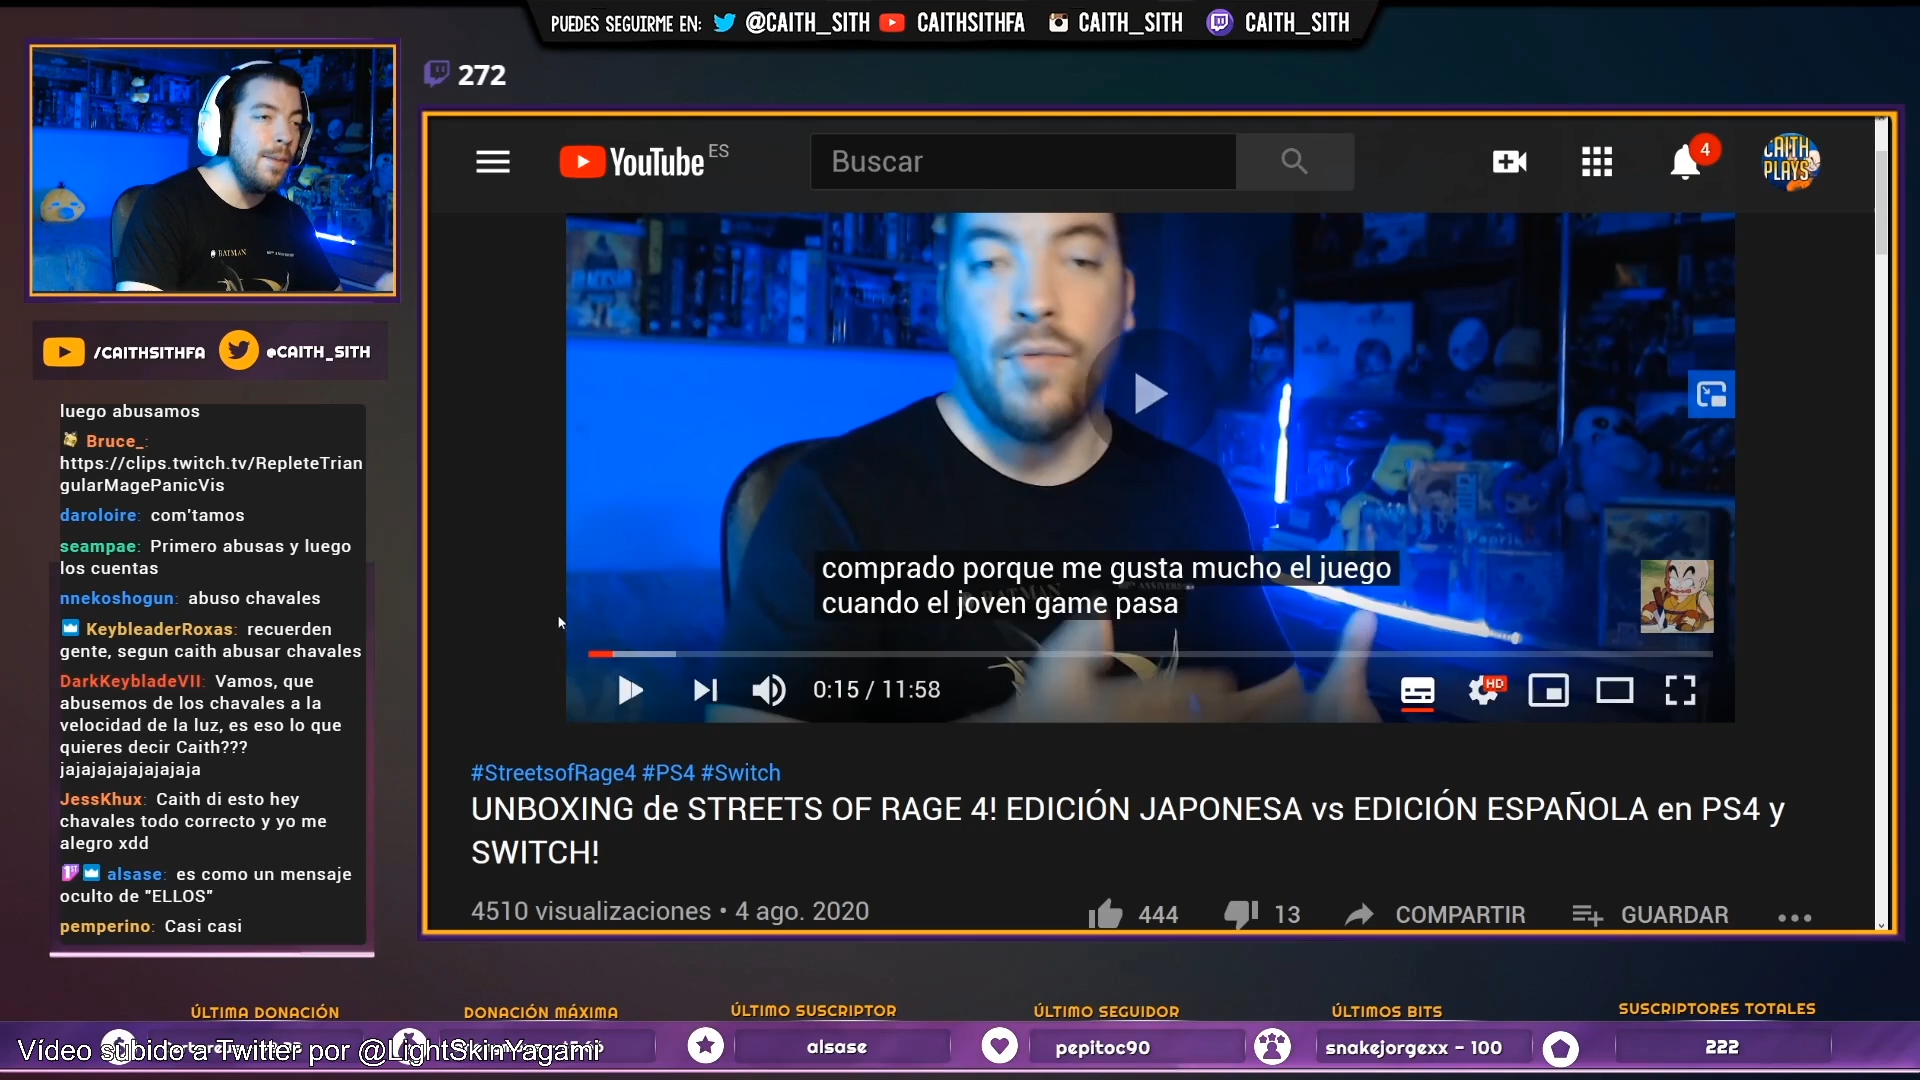 PUEDES SEGUIRME EN: @CAITH_SITH CAITHSITHFA CAITH_SITH CAITH_SITH
272
YouTube ES
Buscar
4
CAITH
PLAYS
BATMAN
comprado porque me gusta mucho el juego
cuando el joven game pasa
0:15 / 11:58
HD
/CAITHSITHFA @CAITH_SITH
luego abusamos
Bruce_:
https://clips.twitch.tv/RepleteTrian
gularMagePanicVis
daroloire: com'tamos
seampae: Primero abusas y luego
los cuentas
nnekoshogun: abuso chavales
KeybleaderRoxas: recuerden
gente, segun caith abusar chavales
DarkKeybladeVII: Vamos, que
abusemos de los chavales a la
velocidad de la luz, es eso lo que
quieres decir Caith???
jajajajajajajajaja
JessKhux: Caith di esto hey
chavales todo correcto y yo me
alegro xdd
alsase: es como un mensaje
oculto de "ELLOS"
pemperino: Casi casi
#StreetsofRage4 #PS4 #Switch
UNBOXING de STREETS OF RAGE 4! EDICIÓN JAPONESA vs EDICIÓN ESPAÑOLA en PS4 y
SWITCH!
4510 visualizaciones • 4 ago. 2020
444 13 COMPARTIR GUARDAR
ÚLTIMA DONACIÓN
DONACIÓN MÁXIMA
ÚLTIMO SUSCRIPTOR
alsase
ÚLTIMO SEGUIDOR
pepitoc90
ÚLTIMOS BITS
snakejorgexx - 100
SUSCRIPTORES TOTALES
222
Vídeo subido a Twitter por @LightSkinYagami